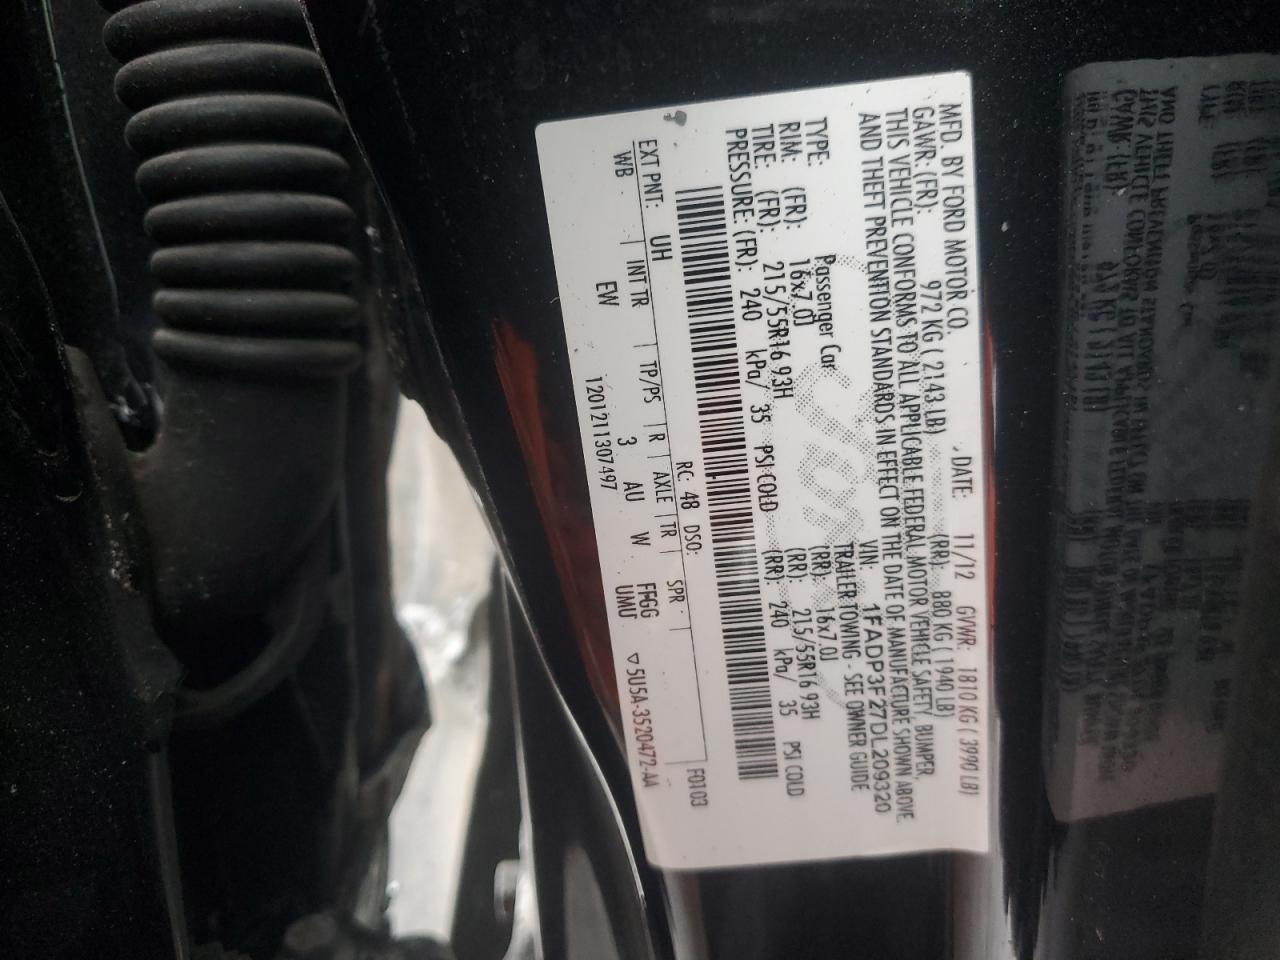 MFD. BY FORD MOTOR CO. DATE: 11/12 GVWR: 1810 KG ( 3990 LB)
GAWR: (FR): 972 KG ( 2143 LB) (RR): 880 KG ( 1940 LB)
THIS VEHICLE CONFORMS TO ALL APPLICABLE FEDERAL MOTOR VEHICLE SAFETY, BUMPER,
AND THEFT PREVENTION STANDARDS IN EFFECT ON THE DATE OF MANUFACTURE SHOWN ABOVE.
VIN: 1FADP3F27DL209320
TYPE: Passenger Car TRAILER TOWING - SEE OWNER GUIDE
RIM: (FR): 16x7.0J (RR): 16x7.0J
TIRE: (FR): 215/55R16 93H (RR): 215/55R16 93H
PRESSURE: (FR): 240 kPa/ 35 PSI COLD (RR): 240 kPa/ 35 PSI COLD
F0T03
EXT PNT: UH RC: 48 DSO:
WB INT TR TP/PS R AXLE TR SPR
EW 3 AU W FFGG
UMU
1201211307497 ▽5U5A-3520472-AA